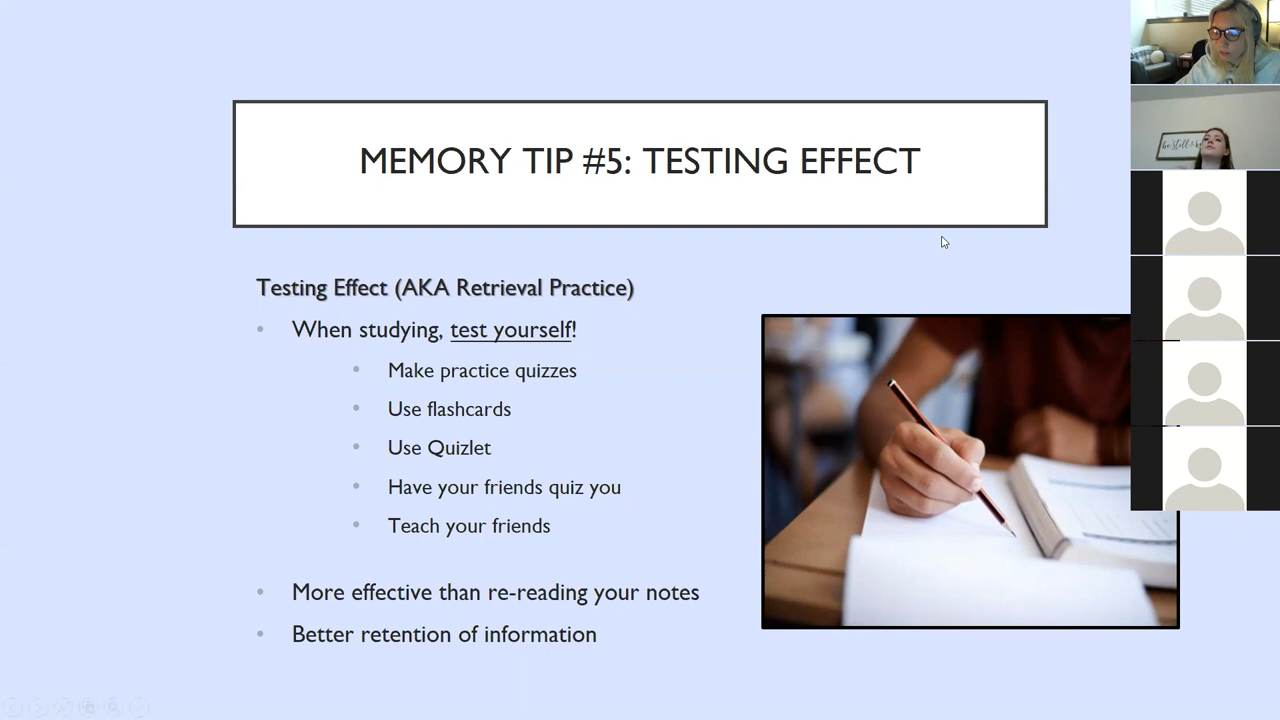 MEMORY TIP #5: TESTING EFFECT
Testing Effect (AKA Retrieval Practice)
• When studying, test yourself!
• Make practice quizzes
• Use flashcards
• Use Quizlet
• Have your friends quiz you
• Teach your friends
• More effective than re-reading your notes
• Better retention of information
be still &